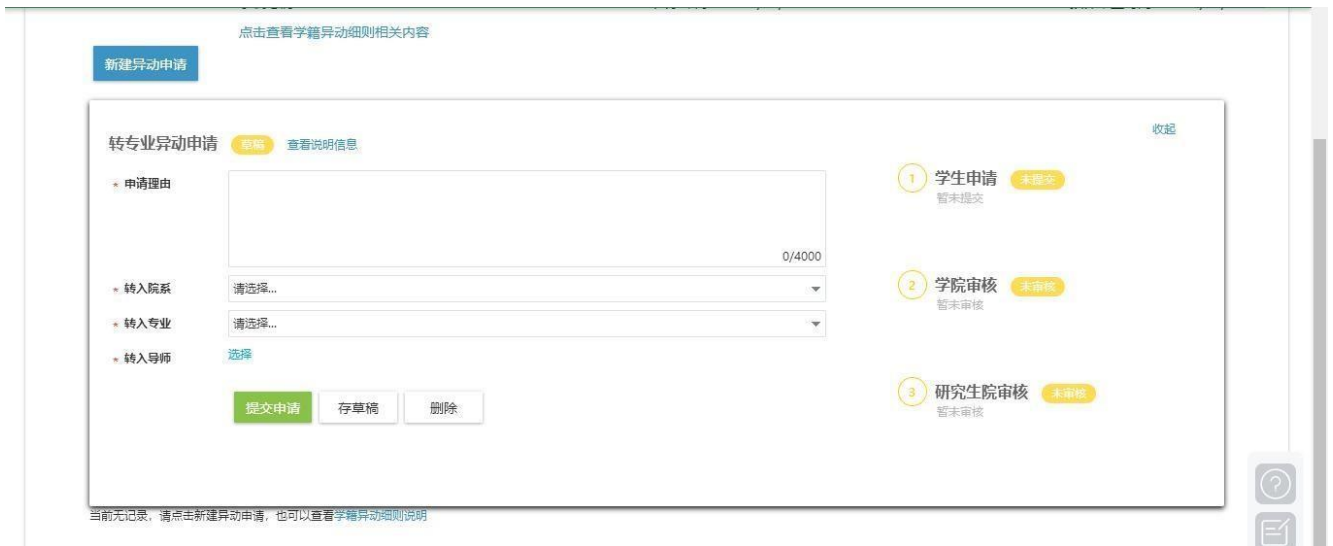 点击查看学籍异动细则相关内容
新建异动申请
收起
转专业异动申请 草稿 查看说明信息
* 申请理由
0/4000
* 转入院系 请选择...
* 转入专业 请选择...
* 转入导师 选择
提交申请 存草稿 删除
1 学生申请 未提交
暂未提交
2 学院审核 未审核
暂未审核
3 研究生院审核 未审核
暂未审核
当前无记录，请点击新建异动申请，也可以查看学籍异动细则说明